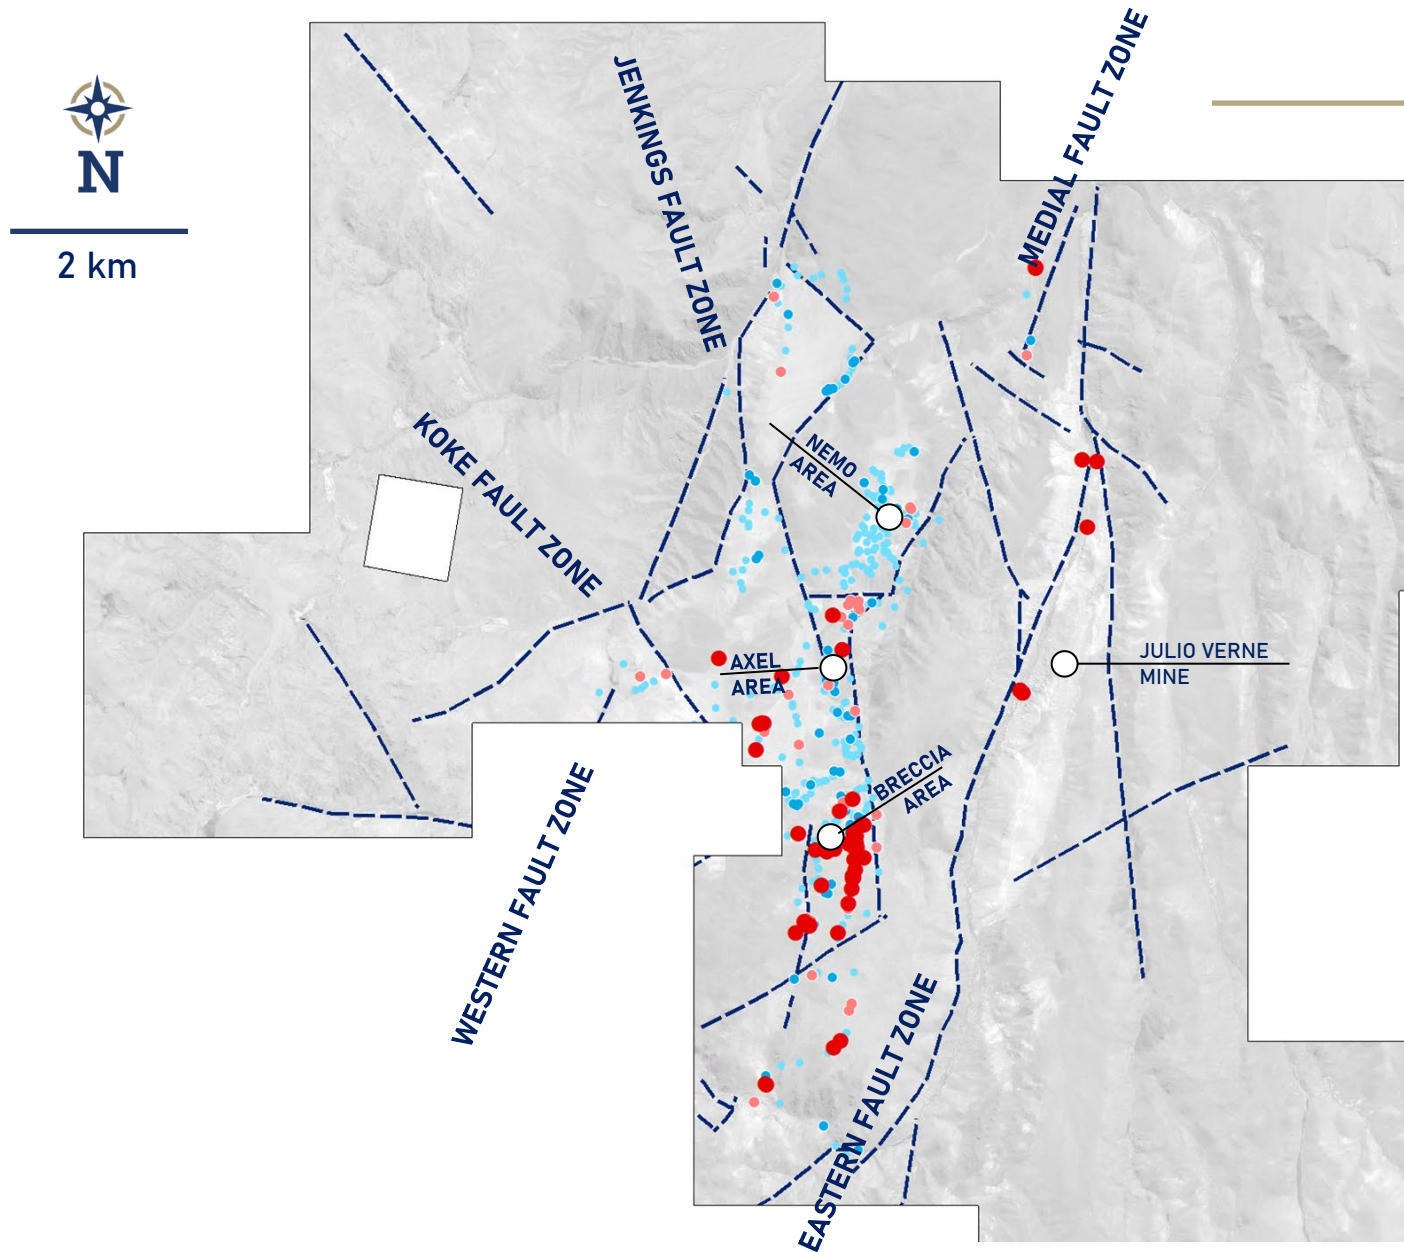 N
2 km
JENKINGS FAULT ZONE
MEDIAL FAULT ZONE
KOKE FAULT ZONE
NEMO
AREA
AXEL
AREA
JULIO VERNE
MINE
BRECCIA
AREA
WESTERN FAULT ZONE
EASTERN FAULT ZONE